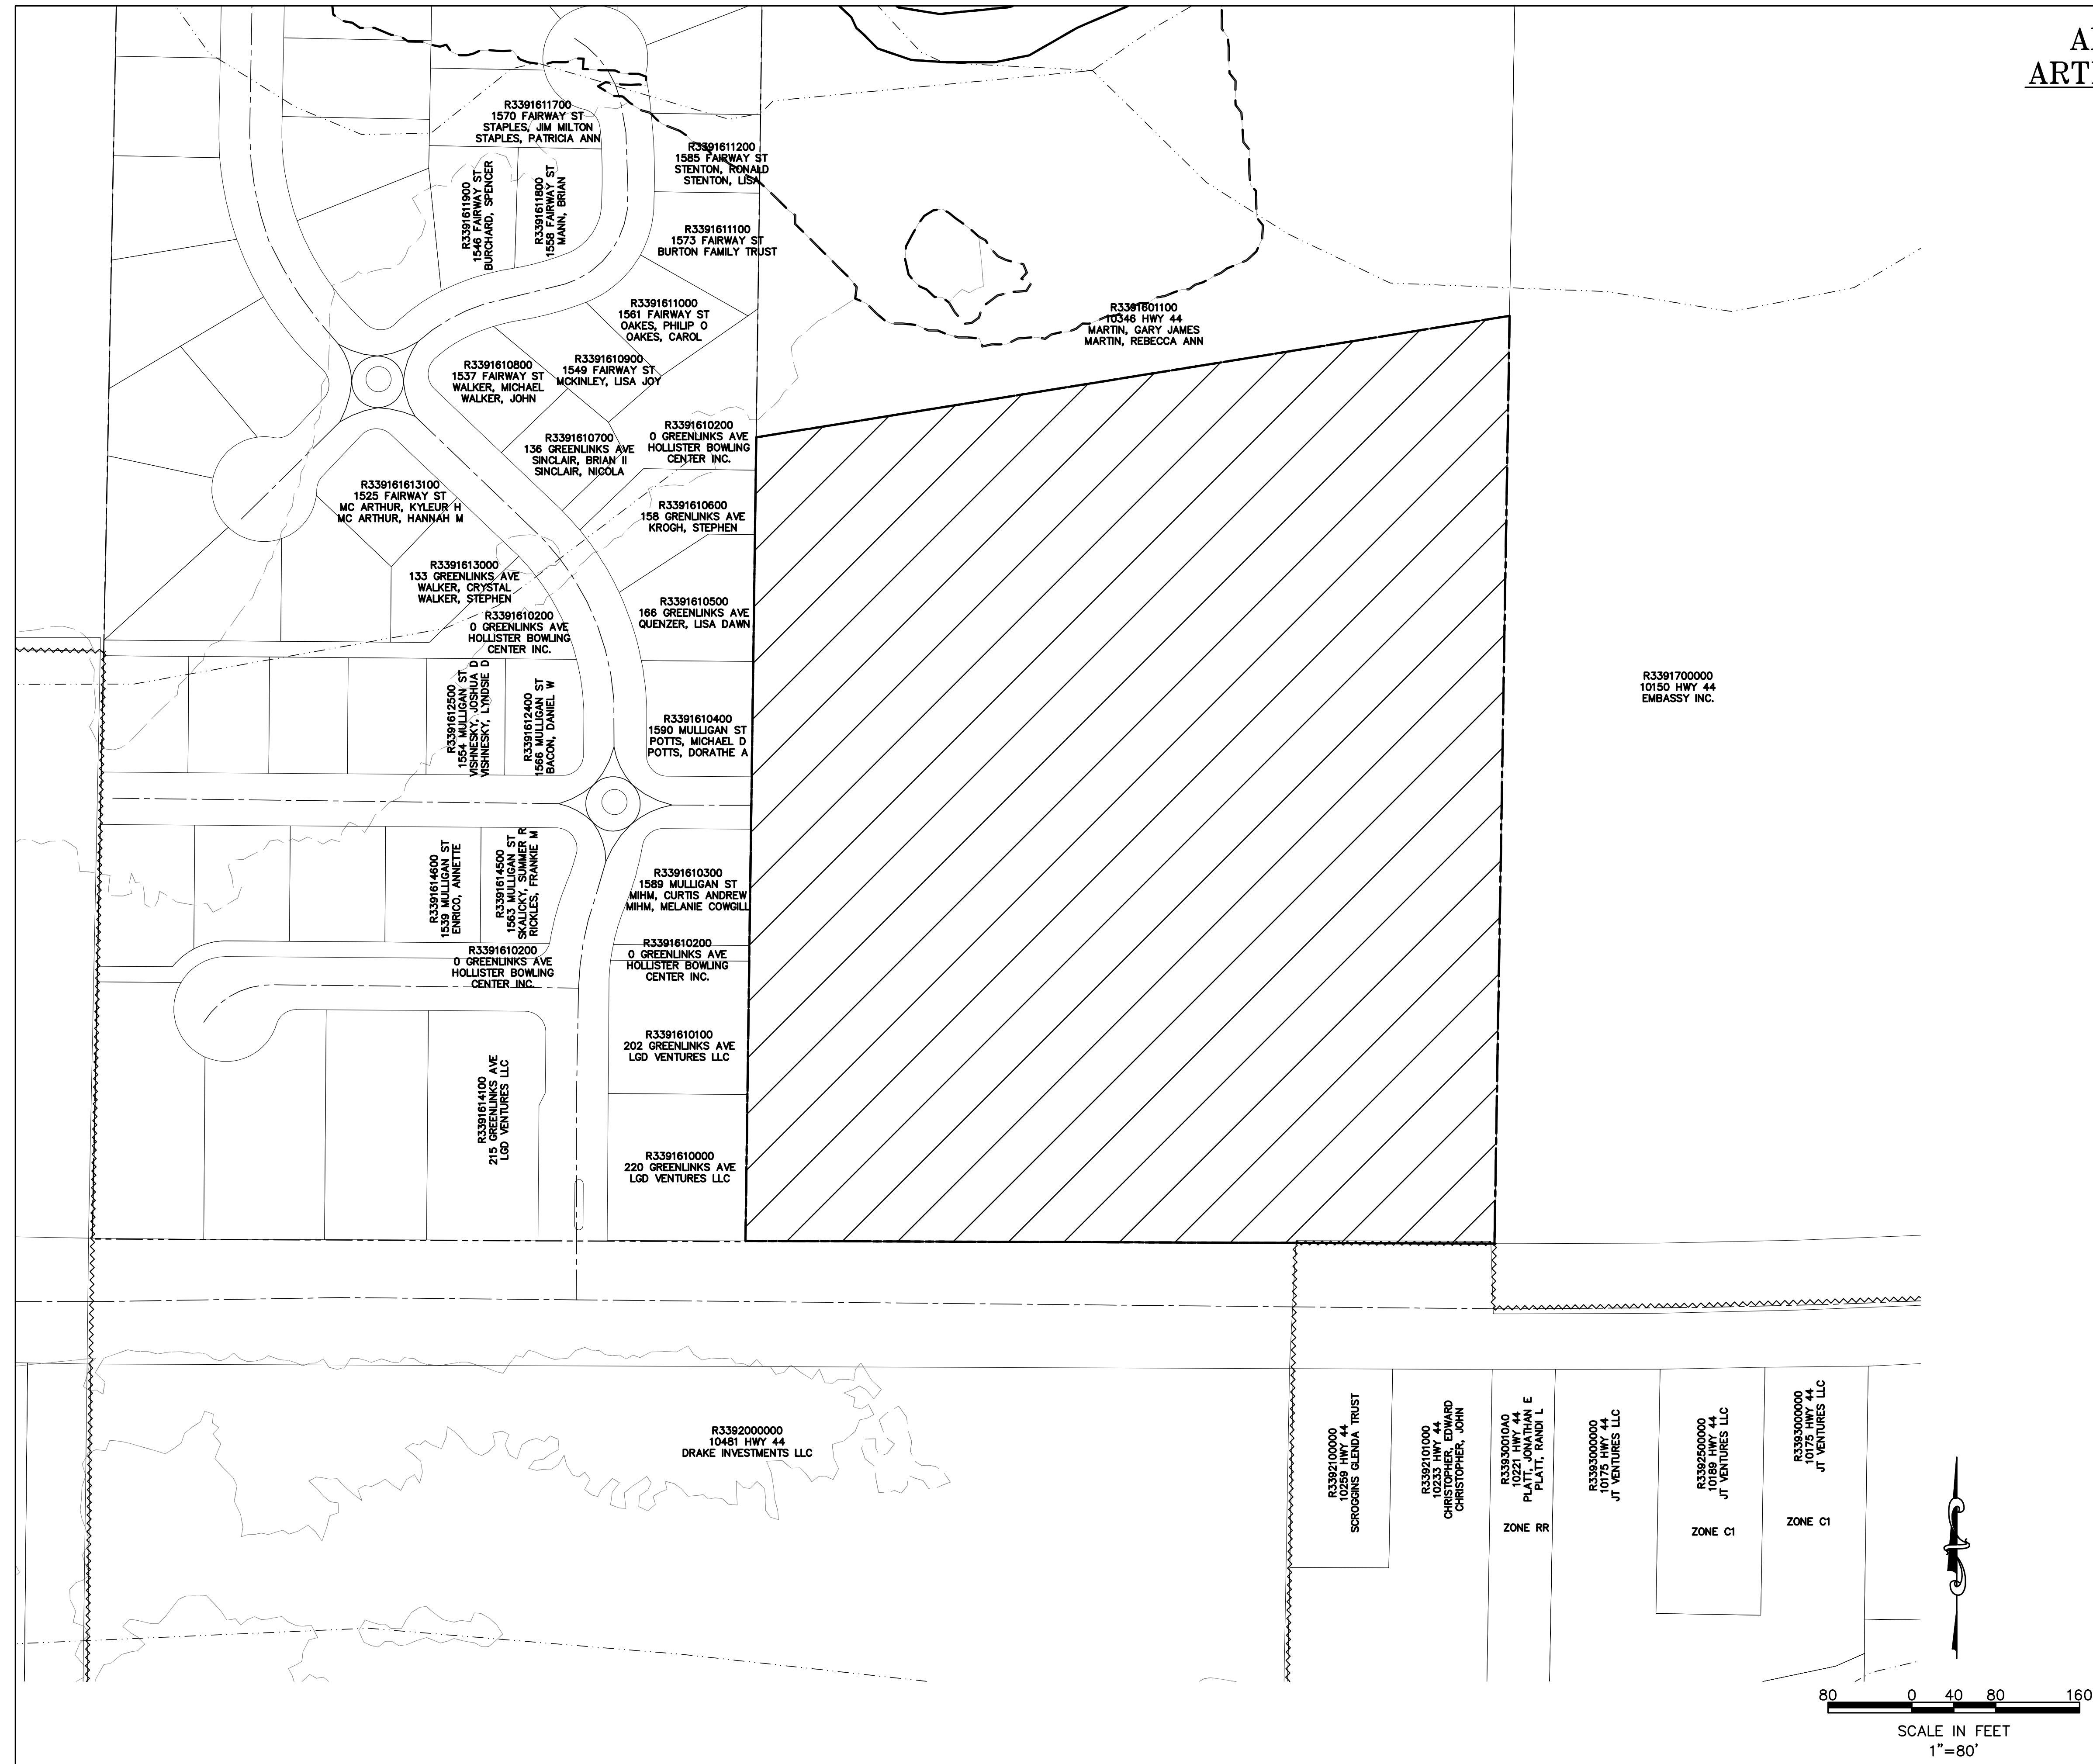 R3391611700
1570 FAIRWAY ST
STAPLES, JIM MILTON
STAPLES, PATRICIA ANN
R3391611900
1546 FAIRWAY ST
BURCHARD, SPENCER
R3391611800
1558 FAIRWAY ST
MANN, BRIAN
R3391611200
1585 FAIRWAY ST
STENTON, RONALD
STENTON, LISA
R3391611100
1573 FAIRWAY ST
BURTON FAMILY TRUST
R3391611000
1561 FAIRWAY ST
OAKES, PHILIP O
OAKES, CAROL
R3391601100
10346 HWY 44
MARTIN, GARY JAMES
MARTIN, REBECCA ANN
R3391610800
1537 FAIRWAY ST
WALKER, MICHAEL
WALKER, JOHN
R3391610900
1549 FAIRWAY ST
MCKINLEY, LISA JOY
R3391610700
136 GREENLINKS AVE
SINCLAIR, BRIAN II
SINCLAIR, NICOLA
R3391610200
0 GREENLINKS AVE
HOLLISTER BOWLING
CENTER INC.
R339161613100
1525 FAIRWAY ST
MC ARTHUR, KYLEUR H
MC ARTHUR, HANNAH M
R3391610600
158 GRENLINKS AVE
KROGH, STEPHEN
R3391613000
133 GREENLINKS AVE
WALKER, CRYSTAL
WALKER, STEPHEN
R3391610500
166 GREENLINKS AVE
QUENZER, LISA DAWN
R3391610200
0 GREENLINKS AVE
HOLLISTER BOWLING
CENTER INC.
R3391612500
1554 MULLIGAN ST
VISHNESKY, JOSHUA D
VISHNESKY, LYNDSIE D
R3391612400
1566 MULLIGAN ST
BACON, DANIEL W
R3391610400
1590 MULLIGAN ST
POTTS, MICHAEL D
POTTS, DORATHE A
R3391700000
10150 HWY 44
EMBASSY INC.
R3391614600
1539 MULLIGAN ST
ENRICO, ANNETTE
R3391614500
1563 MULLIGAN ST
SKALICKY, SUMMER R
RICKLES, FRANKIE M
R3391610300
1589 MULLIGAN ST
MIHM, CURTIS ANDREW
MIHM, MELANIE COWGILL
R3391610200
0 GREENLINKS AVE
HOLLISTER BOWLING
CENTER INC.
R3391610200
0 GREENLINKS AVE
HOLLISTER BOWLING
CENTER INC.
R3391610100
202 GREENLINKS AVE
LGD VENTURES LLC
R3391614100
215 GREENLINKS AVE
LGD VENTURES LLC
R3391610000
220 GREENLINKS AVE
LGD VENTURES LLC
R3392000000
10481 HWY 44
DRAKE INVESTMENTS LLC
R3392100000
10259 HWY 44
SCROGGINS GLENDA TRUST
R3392101000
10233 HWY 44
CHRISTOPHER, EDWARD
CHRISTOPHER, JOHN
R33930010A0
10221 HWY 44
PLATT, JONATHAN E
PLATT, RANDI L
ZONE RR
R3393000000
10175 HWY 44
JT VENTURES LLC
R3392500000
10189 HWY 44
JT VENTURES LLC
ZONE C1
R3393000000
10175 HWY 44
JT VENTURES LLC
ZONE C1
80 0 40 80 160
SCALE IN FEET
1"=80'